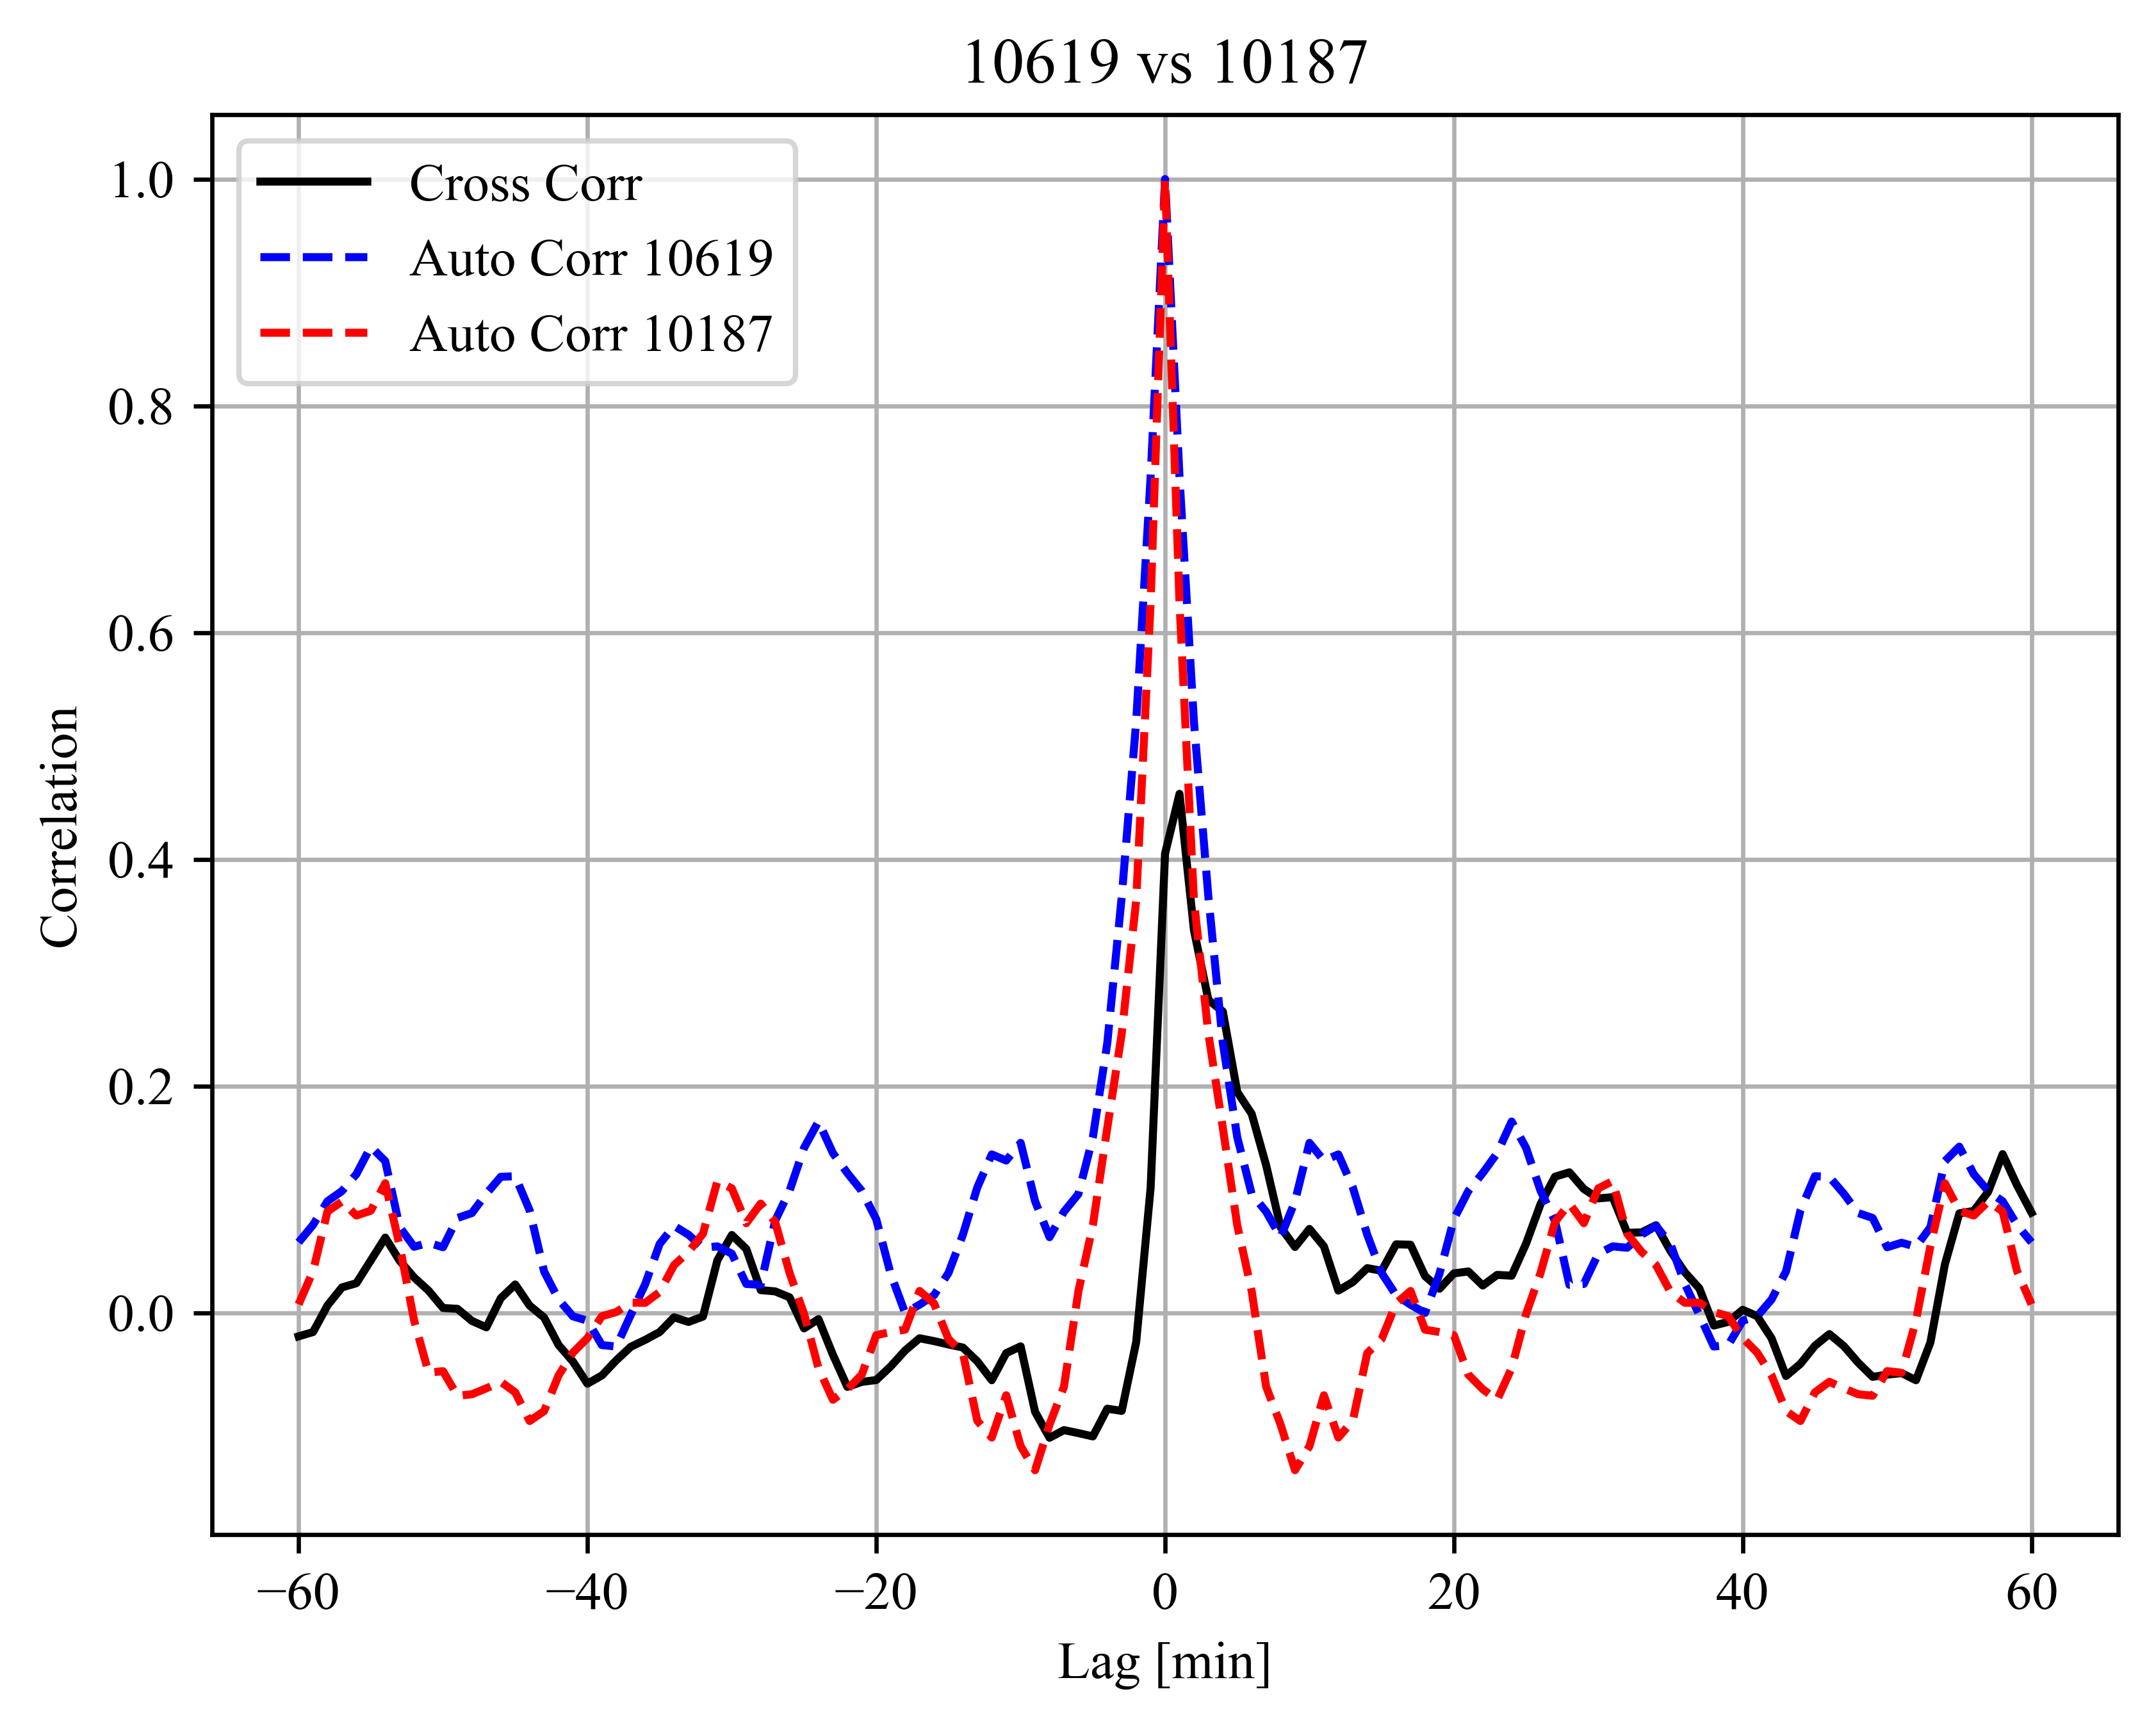 10619 vs 10187
Cross Corr
Auto Corr 10619
Auto Corr 10187
1.0
0.8
0.6
0.4
0.2
0.0
Correlation
−60 −40 −20 0 20 40 60
Lag [min]